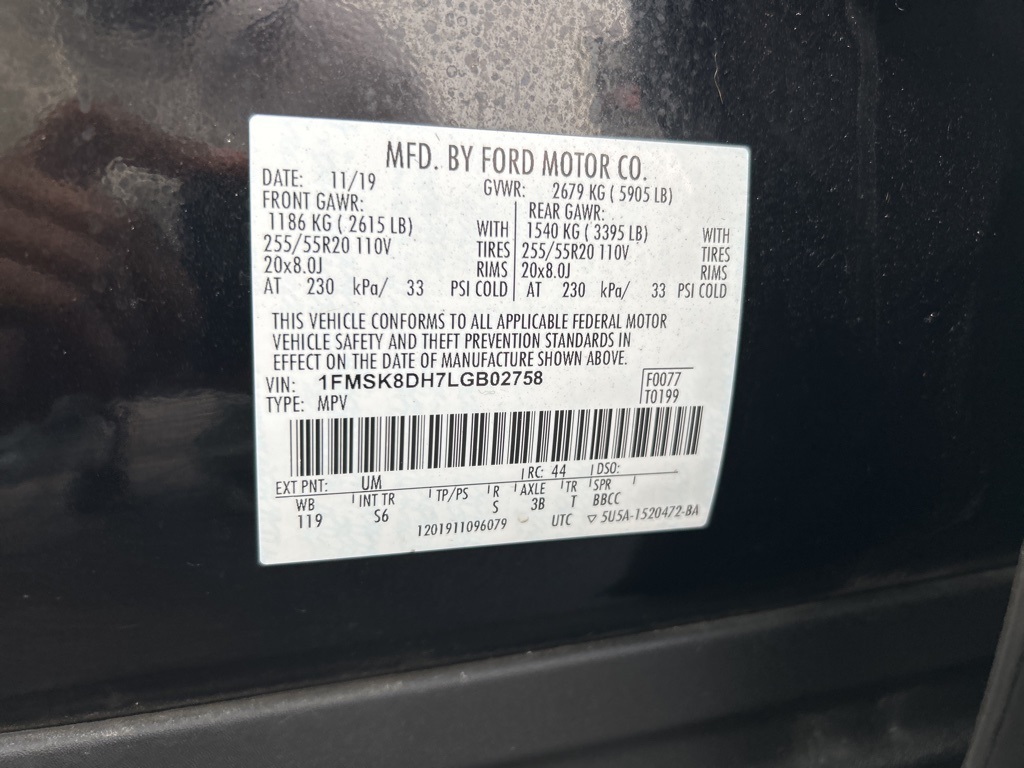 MFD. BY FORD MOTOR CO.
DATE: 11/19 GVWR: 2679 KG ( 5905 LB)
FRONT GAWR: REAR GAWR:
1186 KG ( 2615 LB) WITH 1540 KG ( 3395 LB) WITH
255/55R20 110V TIRES 255/55R20 110V TIRES
20x8.0J RIMS 20x8.0J RIMS
AT 230 kPa/ 33 PSI COLD AT 230 kPa/ 33 PSI COLD
THIS VEHICLE CONFORMS TO ALL APPLICABLE FEDERAL MOTOR
VEHICLE SAFETY AND THEFT PREVENTION STANDARDS IN
EFFECT ON THE DATE OF MANUFACTURE SHOWN ABOVE.
VIN: 1FMSK8DH7LGB02758 F0077
TYPE: MPV T0199
EXT PNT: UM RC: 44 DSO:
WB INT TR TP/PS R AXLE TR SPR
119 S6 S 3B T BBCC
1201911096079 UTC ▽ 5U5A-1520472-BA